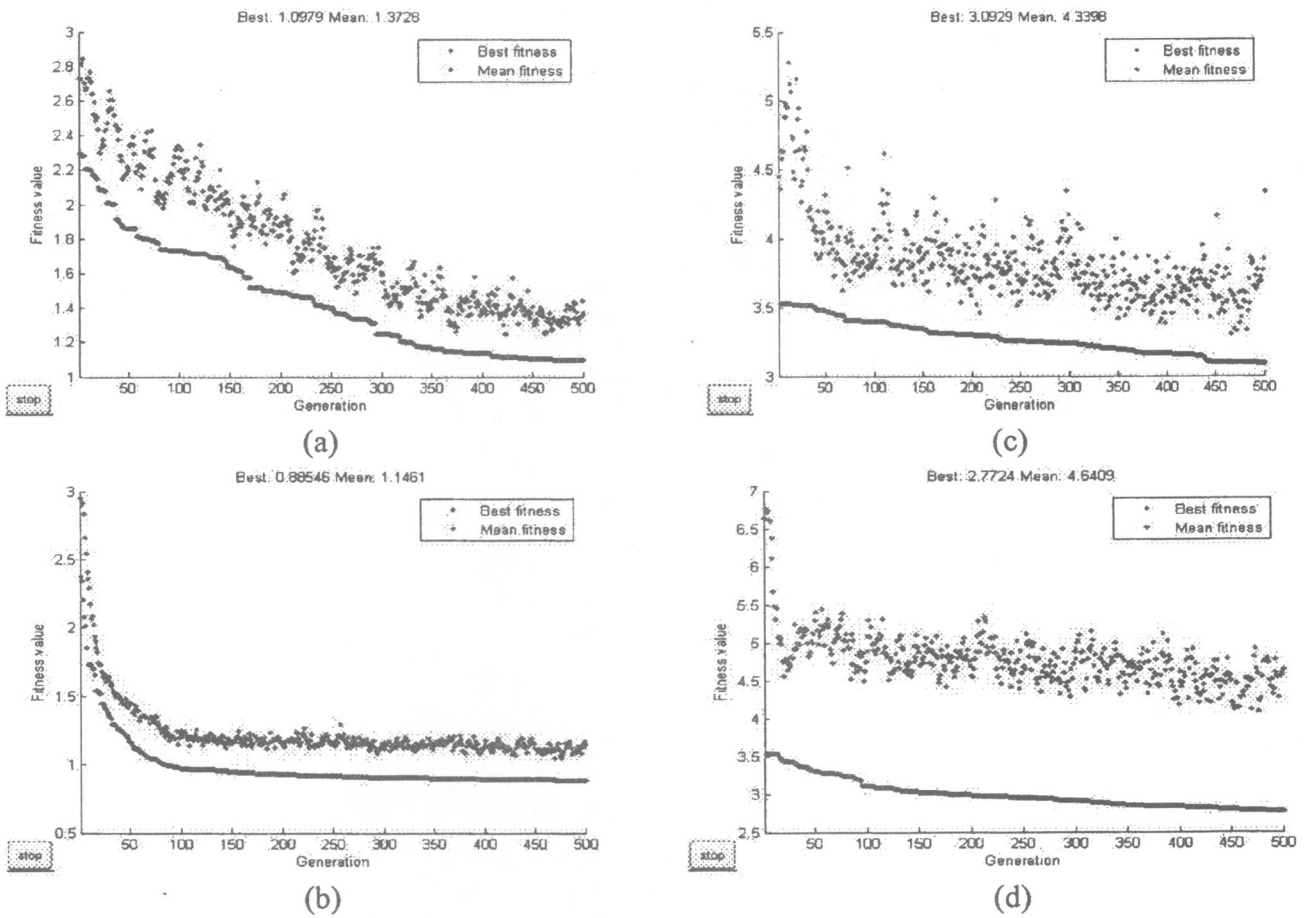 Best: 1.0979 Mean: 1.3728
3
2.8
2.6
2.4
2.2
2
1.8
1.6
1.4
1.2
1
Fitness value
Best fitness
Mean fitness
50 100 150 200 250 300 350 400 450 500
Generation
stop
(a)
Best: 3.0929 Mean: 4.3398
5.5
5
4.5
4
3.5
3
Fitness value
Best fitness
Mean fitness
50 100 150 200 250 300 350 400 450 500
Generation
stop
(c)
Best: 0.88546 Mean: 1.1461
3
2.5
2
1.5
1
0.5
Fitness value
Best fitness
Mean fitness
50 100 150 200 250 300 350 400 450 500
Generation
stop
(b)
Best: 2.7724 Mean: 4.6409
7
6.5
6
5.5
5
4.5
4
3.5
3
2.5
Fitness value
Best fitness
Mean fitness
50 100 150 200 250 300 350 400 450 500
Generation
stop
(d)